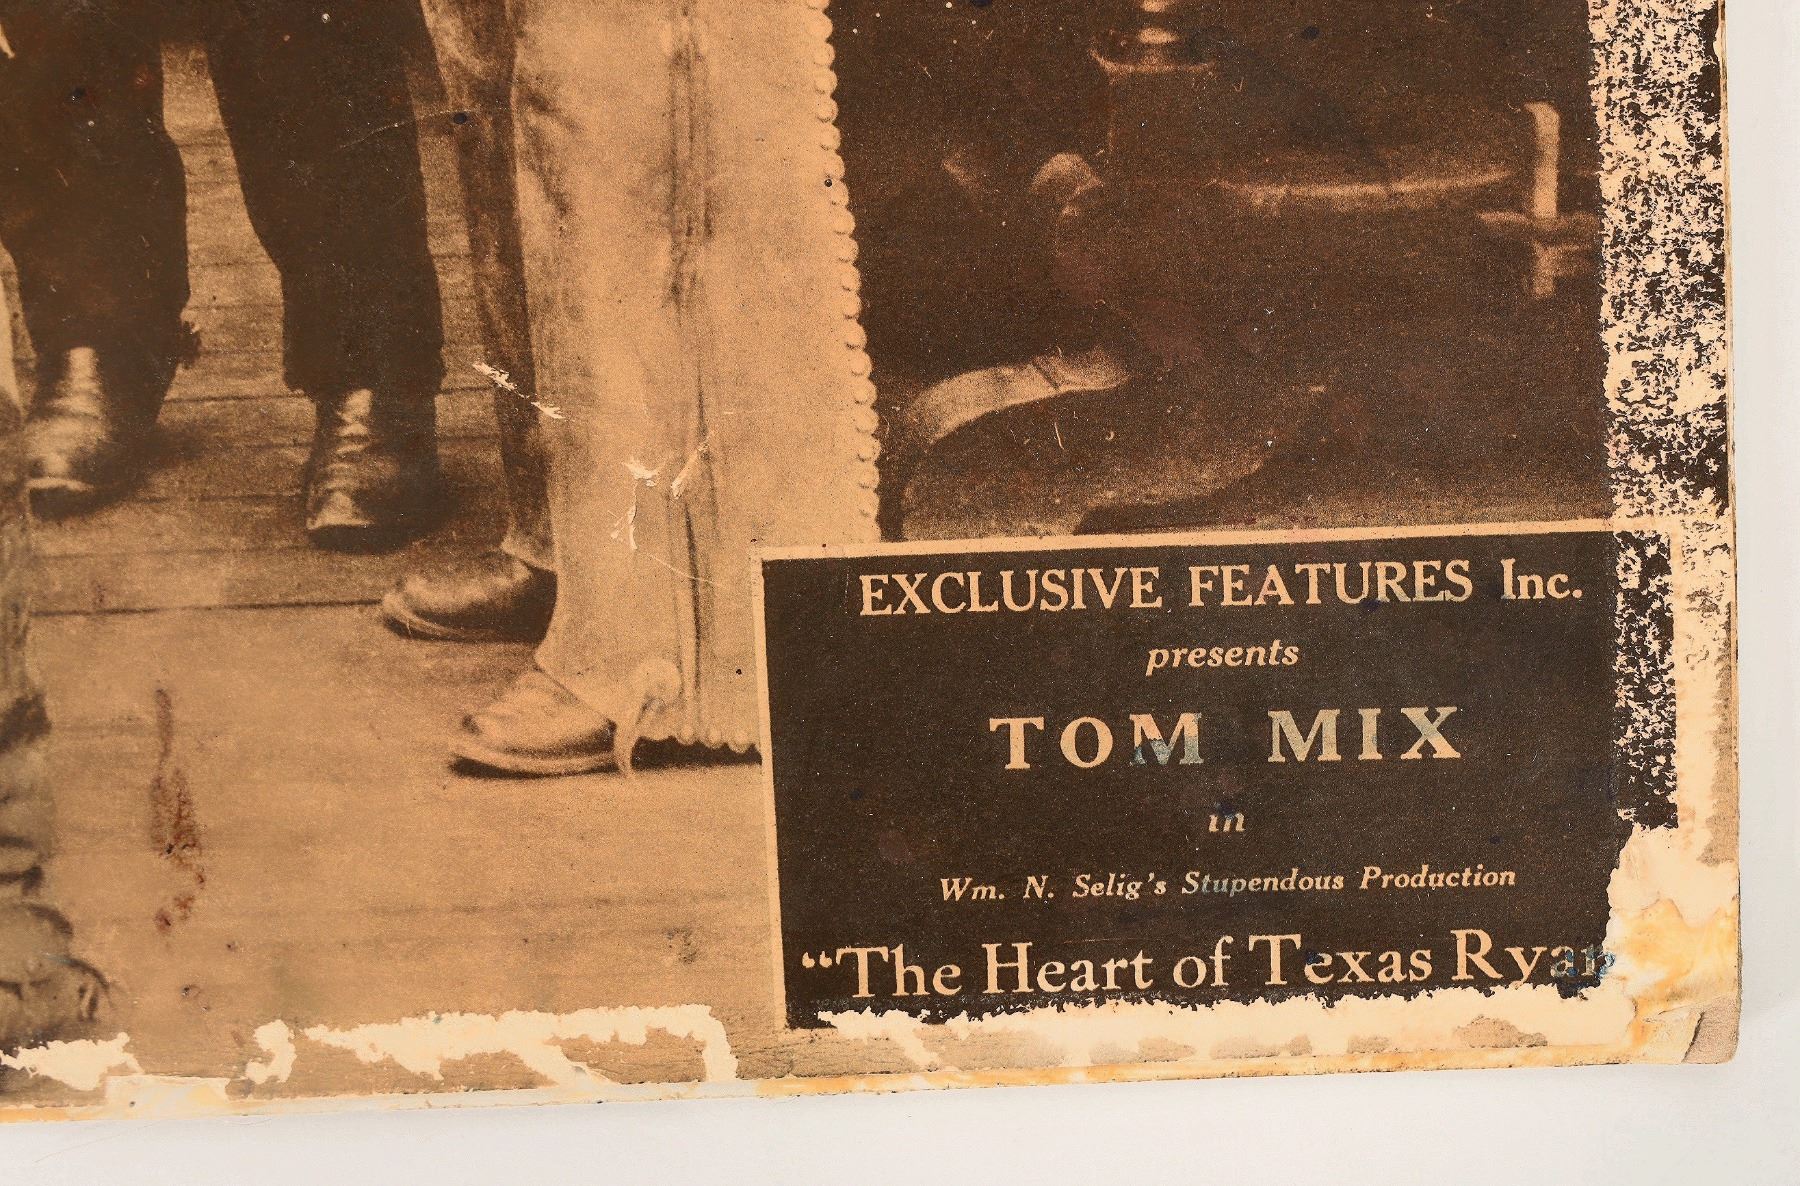 EXCLUSIVE FEATURES Inc.
presents
TOM MIX
in
Wm. N. Selig's Stupendous Production
“The Heart of Texas Ryan